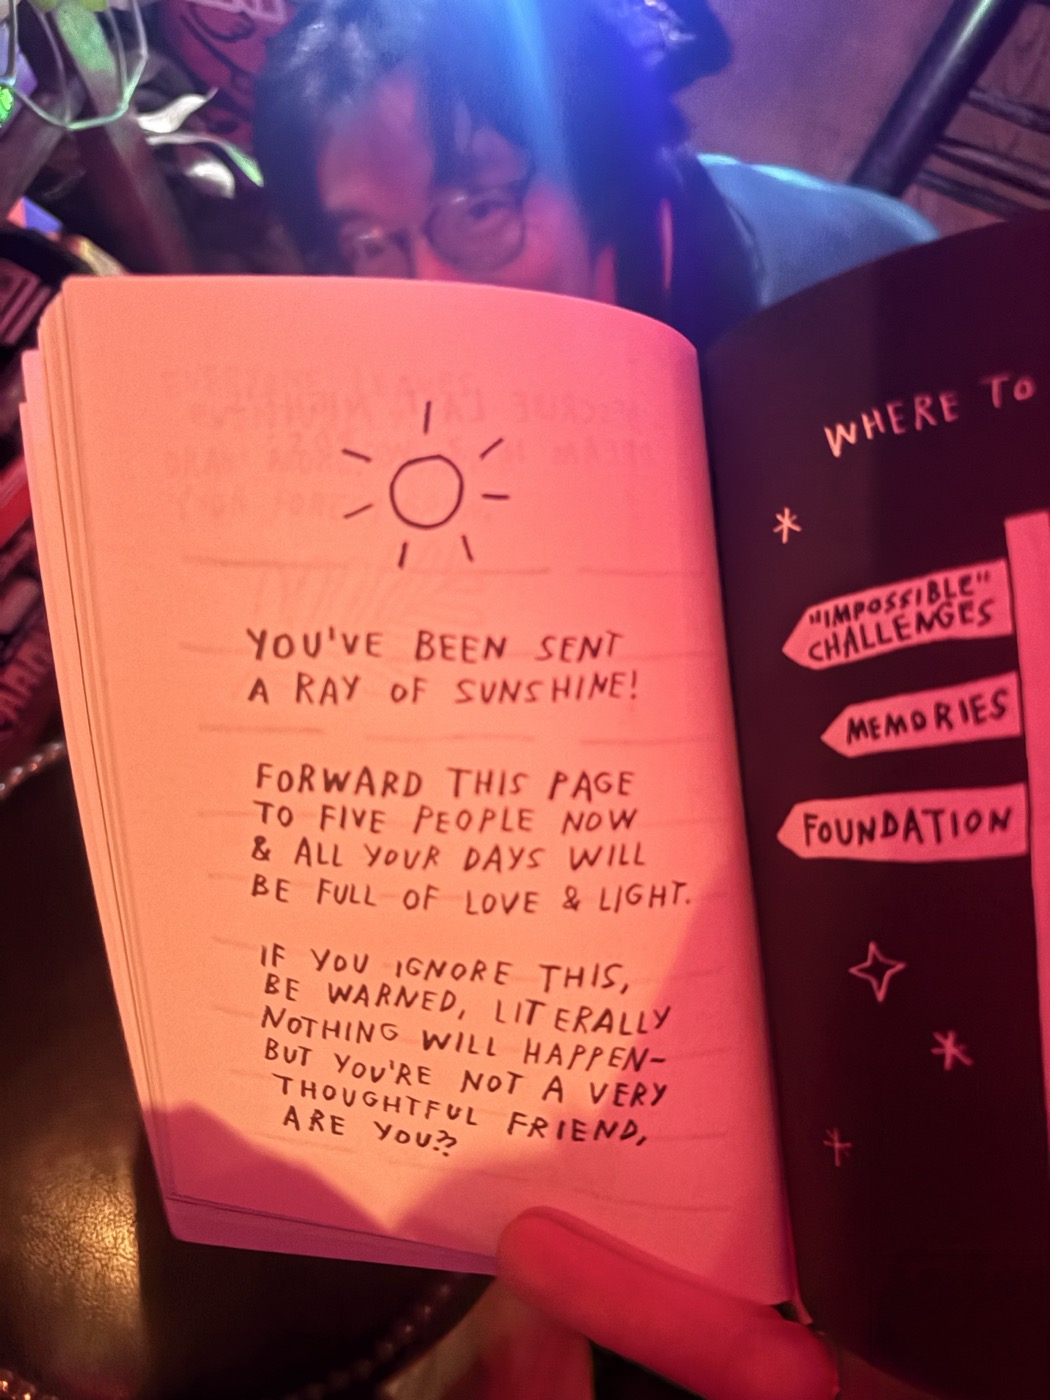 YOU'VE BEEN SENT
A RAY OF SUNSHINE!
FORWARD THIS PAGE
TO FIVE PEOPLE NOW
& ALL YOUR DAYS WILL
BE FULL OF LOVE & LIGHT.
IF YOU IGNORE THIS,
BE WARNED, LITERALLY
NOTHING WILL HAPPEN-
BUT YOU'RE NOT A VERY
THOUGHTFUL FRIEND,
ARE YOU??
WHERE TO
"IMPOSSIBLE"
CHALLENGES
MEMORIES
FOUNDATION